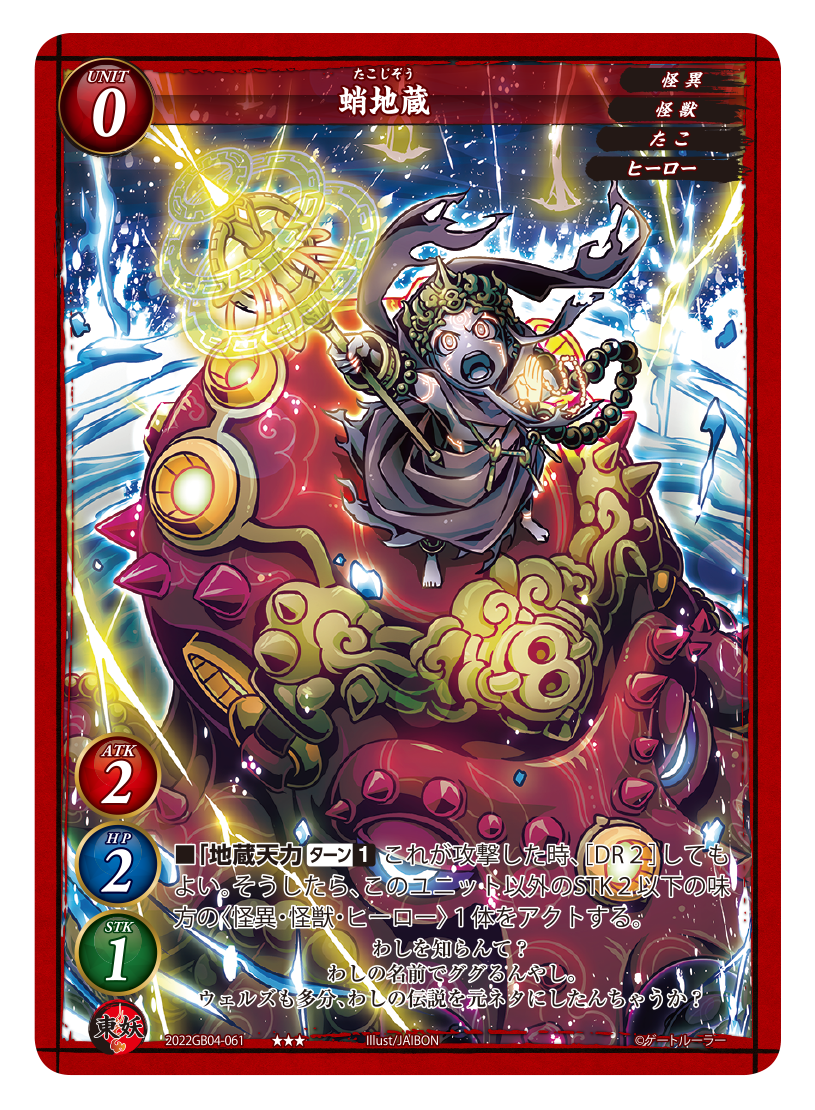 UNIT
0
たこじぞう
蛸地蔵
怪異
怪獣
たこ
ヒーロー
ATK
2
HP
2
STK
1
■「地蔵天力 ターン 1 これが攻撃した時、[DR2]しても
よい。そうしたら、このユニット以外のSTK2以下の味
方の〈怪異・怪獣・ヒーロー〉1体をアクトする。
わしを知らんて?
わしの名前でググるんやし。
ウェルズも多分、わしの伝説を元ネタにしたんちゃうか?
東妖
2022GB04-061 ★★★ Illust/JAIBON ©ゲートルーラー